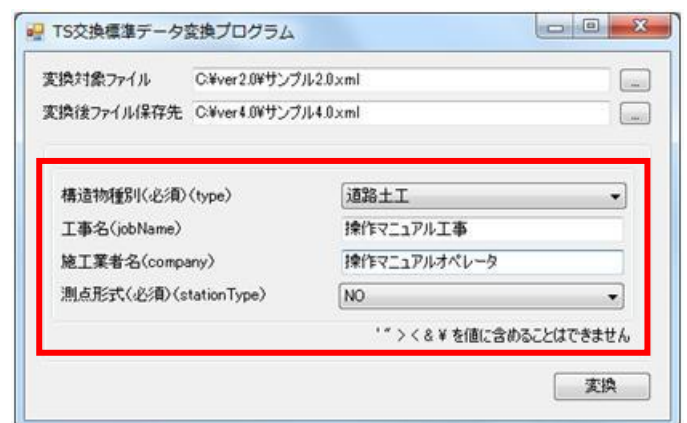 TS交換標準データ変換プログラム
変換対象ファイル C:¥ver2.0¥サンプル2.0.xml ...
変換後ファイル保存先 C:¥ver4.0¥サンプル4.0.xml ...
構造物種別(必須)(type) 道路土工
工事名(jobName) 操作マニュアル工事
施工業者名(company) 操作マニュアルオペレータ
測点形式(必須)(stationType) NO
' " > < & ¥ を値に含めることはできません
変換